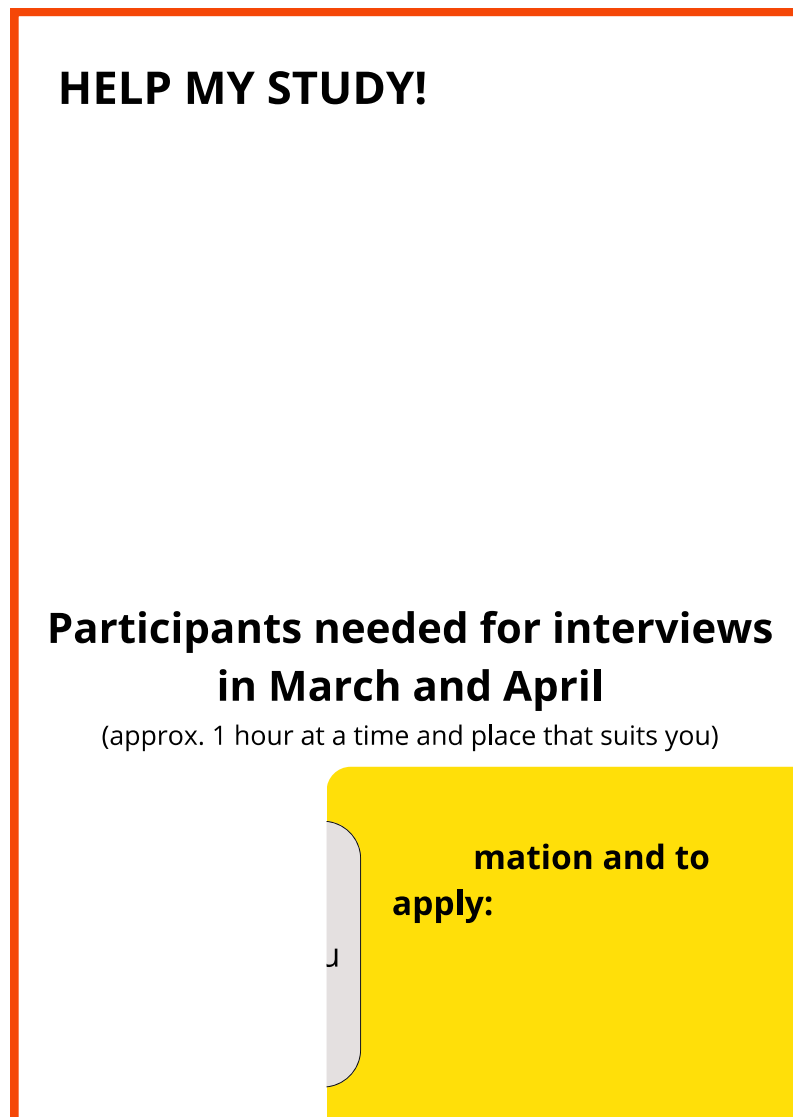 HELP MY STUDY!
Participants needed for interviews
in March and April
(approx. 1 hour at a time and place that suits you)
mation and to
apply:
u